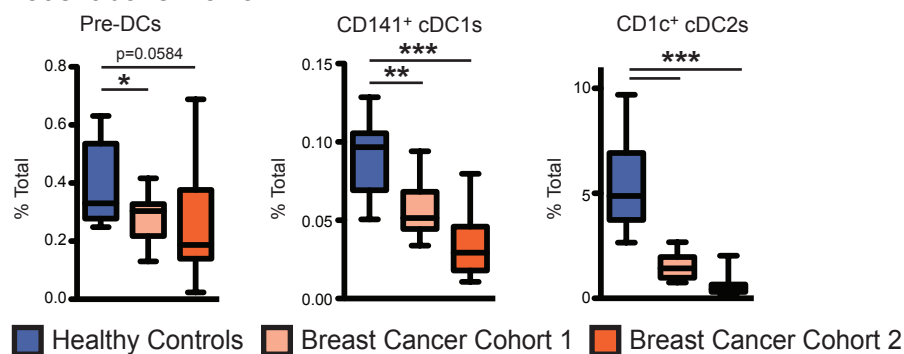 Pre-DCs
CD141+ cDC1s
CD1c+ cDC2s
p=0.0584
*
***
**
***
% Total
0.8
0.6
0.4
0.2
0.0
% Total
0.15
0.10
0.05
0.00
% Total
10
5
0
Healthy Controls
Breast Cancer Cohort 1
Breast Cancer Cohort 2